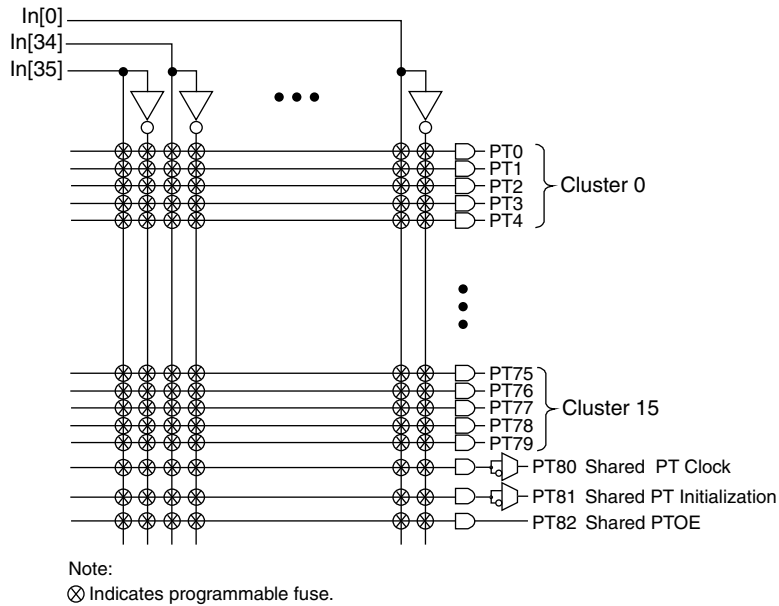 In[0]
In[34]
In[35]
PT0
PT1
PT2
PT3
PT4
Cluster 0
PT75
PT76
PT77
PT78
PT79
Cluster 15
PT80 Shared PT Clock
PT81 Shared PT Initialization
PT82 Shared PTOE
Note:
Indicates programmable fuse.